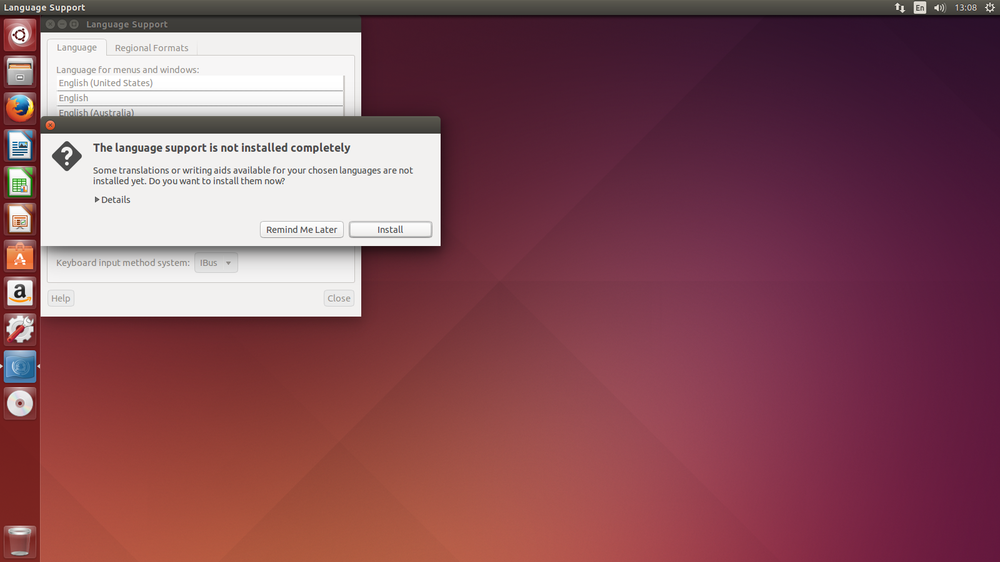 Language Support
En
13:08
Language Support
Language
Regional Formats
Language for menus and windows:
English (United States)
English
English (Australia)
The language support is not installed completely
Some translations or writing aids available for your chosen languages are not
installed yet. Do you want to install them now?
Details
Remind Me Later
Install
Keyboard input method system:
IBus
Help
Close